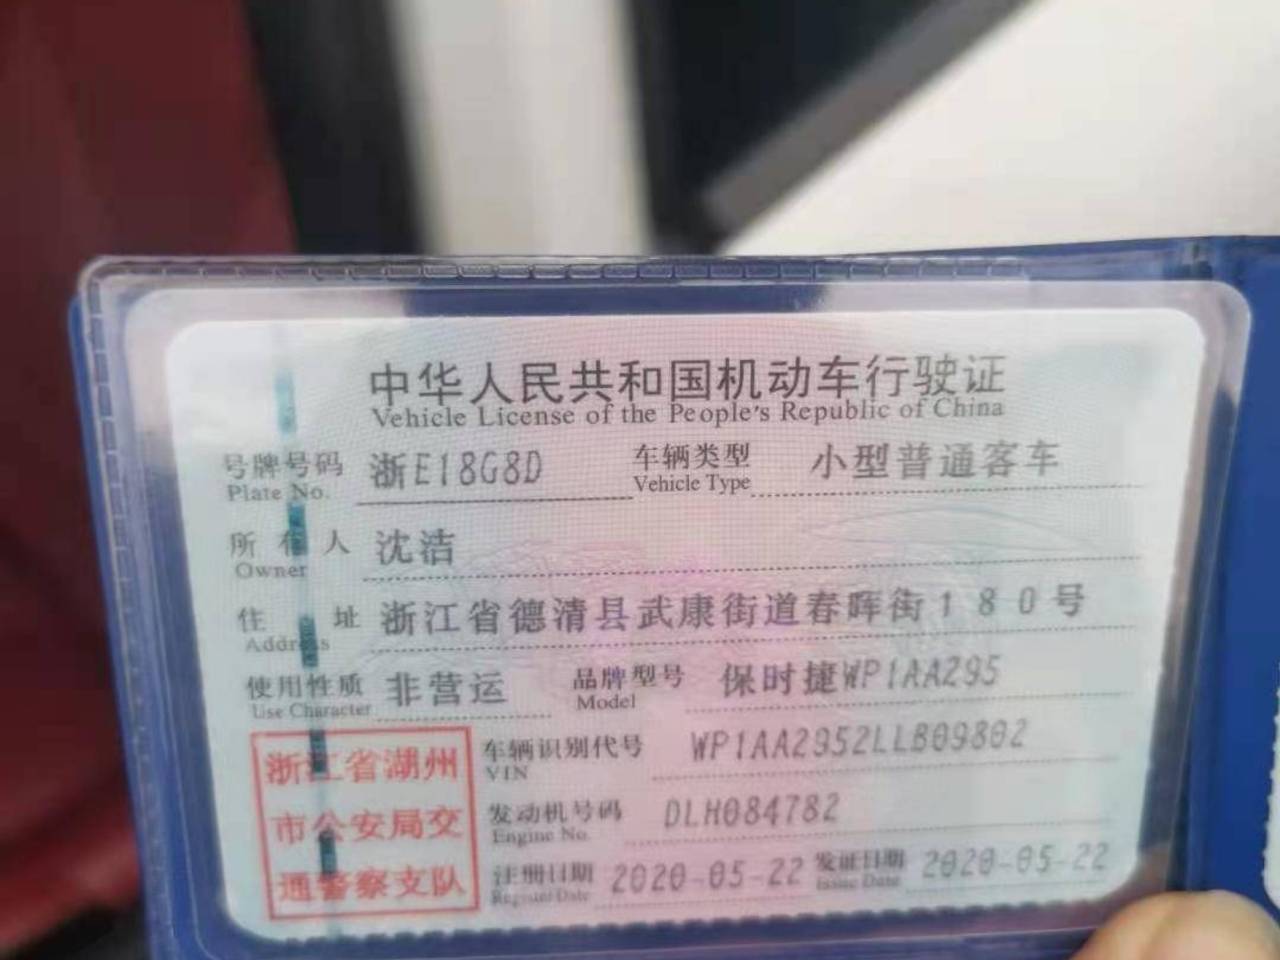 中华人民共和国机动车行驶证
Vehicle License of the People's Republic of China
号牌号码 浙E18G8D 车辆类型 小型普通客车
Plate No. Vehicle Type
所有人 沈洁
Owner
住址 浙江省德清县武康街道春晖街180号
Address
使用性质 非营运 品牌型号 保时捷WP1AA295
Use Character Model
浙江省湖州
市公安局交
通警察支队
车辆识别代号 WP1AA2952LLB09802
VIN
发动机号码 DLH084782
Engine No.
注册日期 2020-05-22 发证日期 2020-05-22
Register Date Issue Date